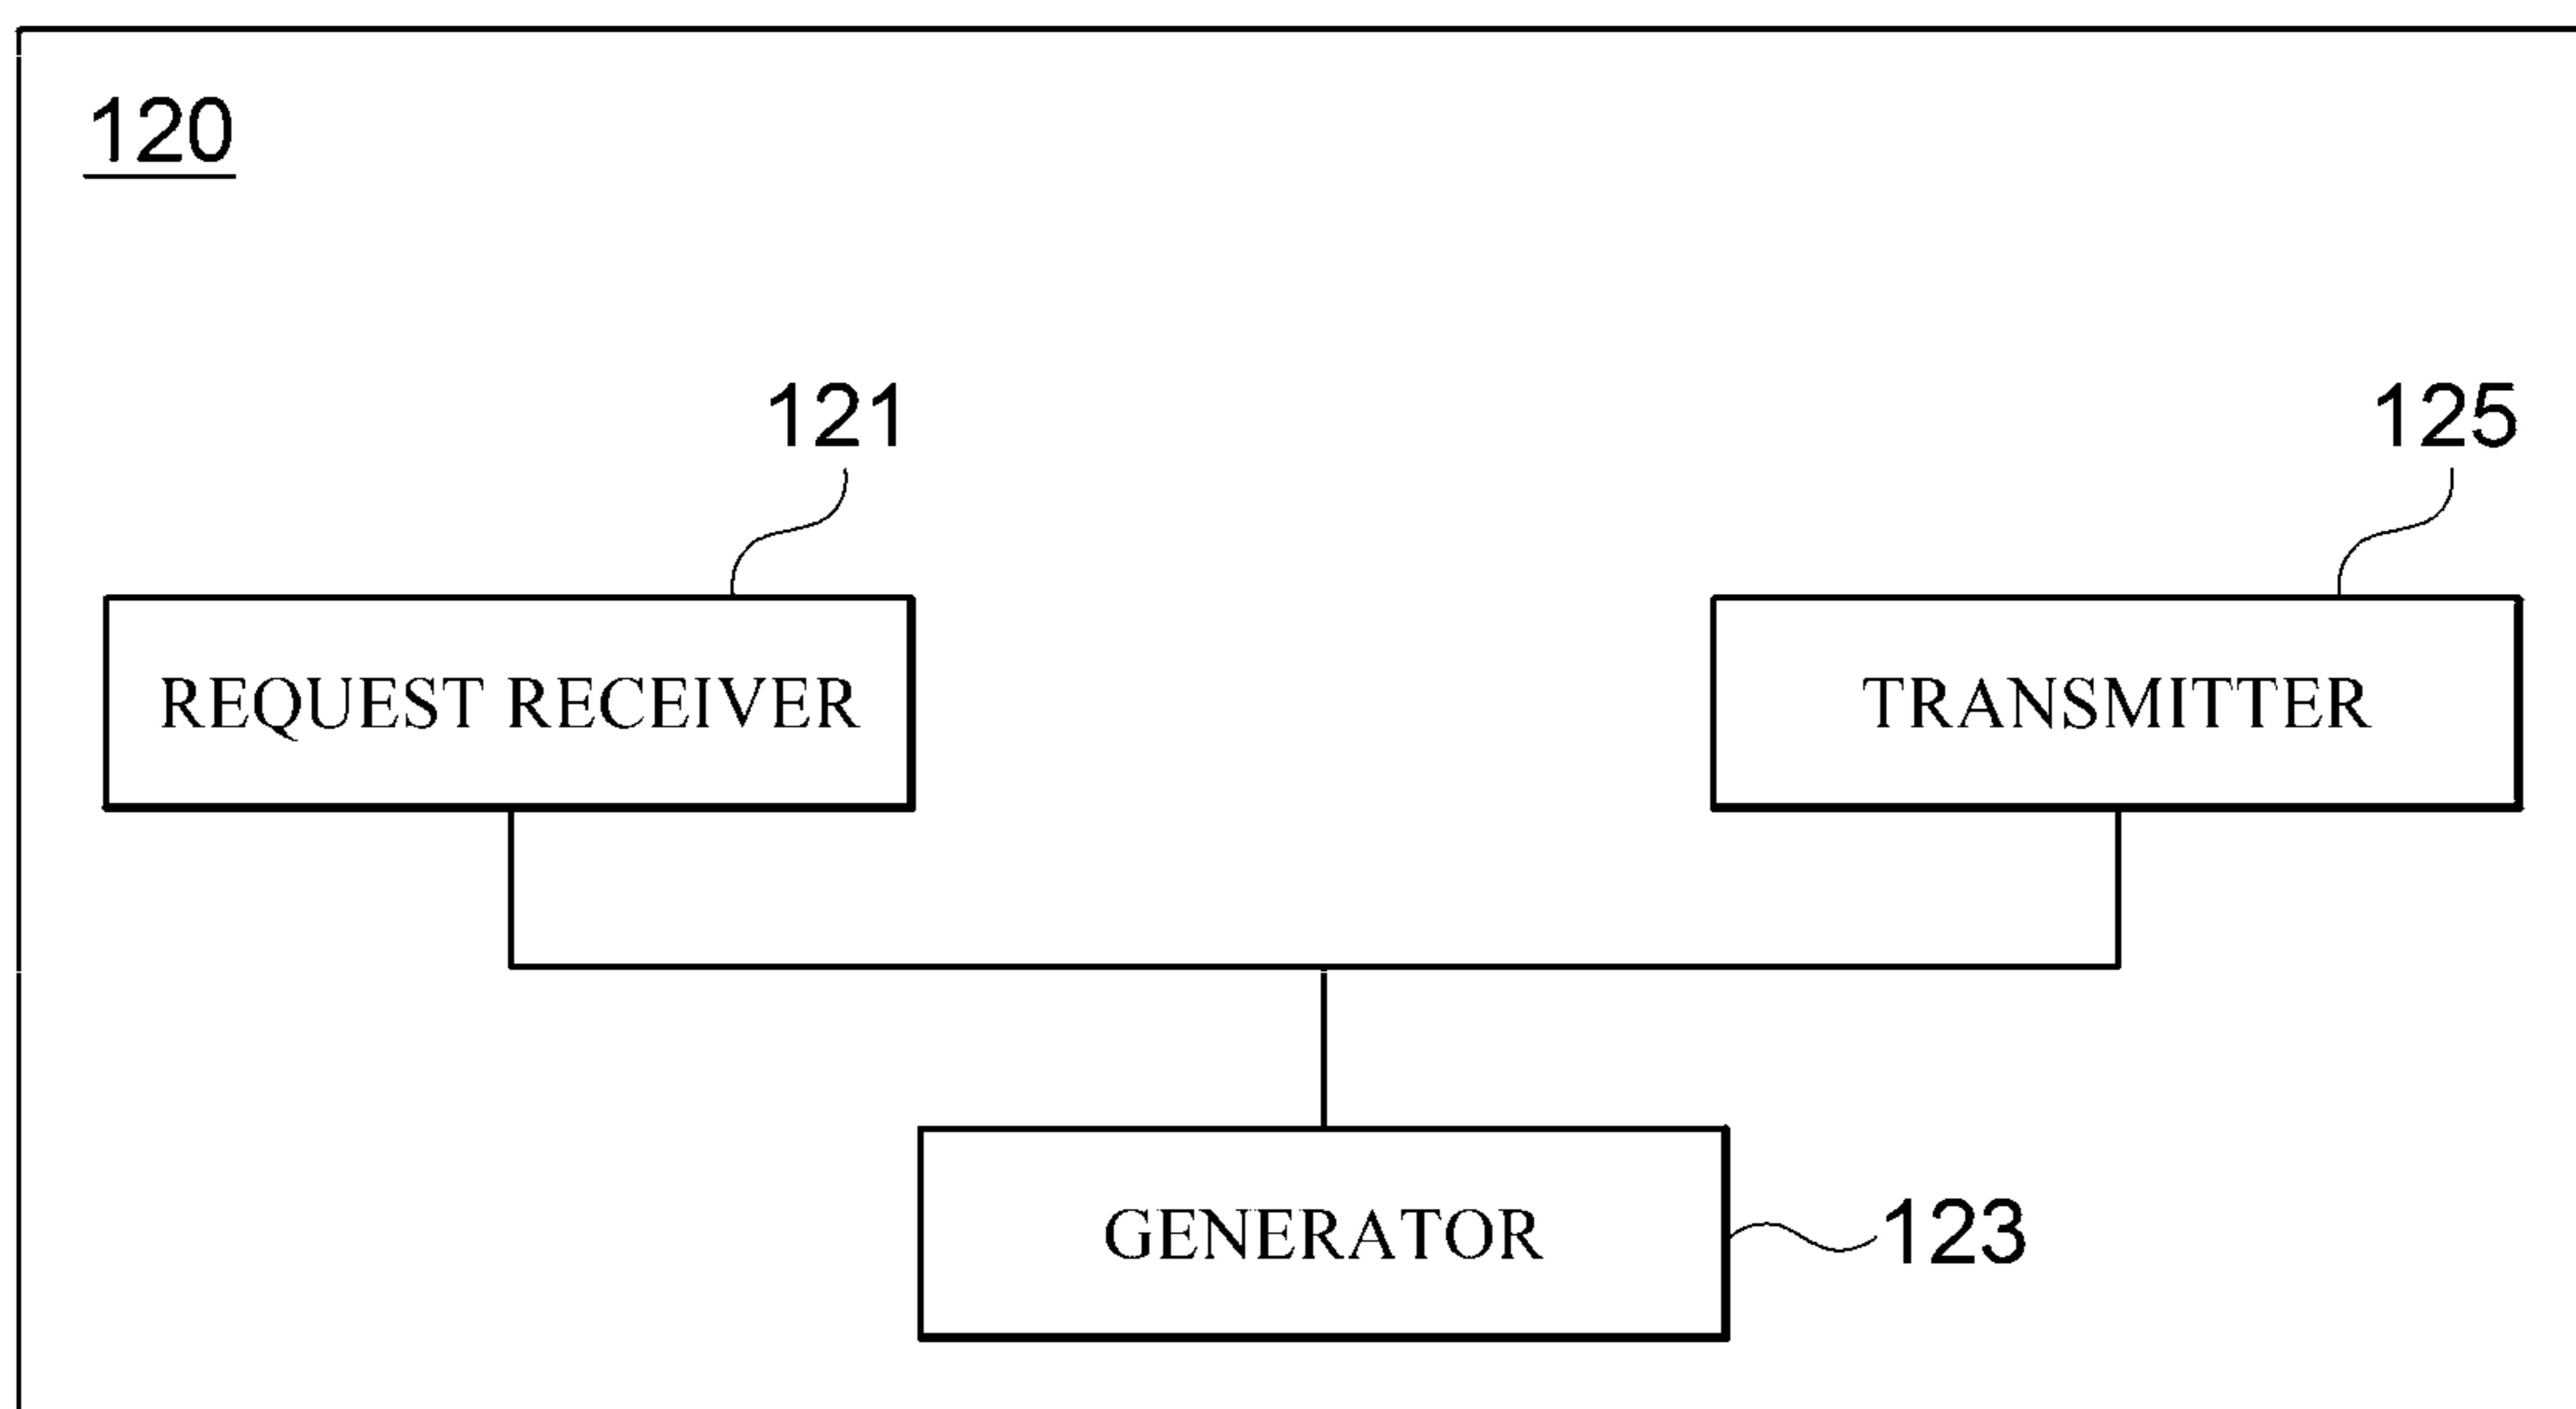 120
121
125
REQUEST RECEIVER
TRANSMITTER
GENERATOR
123